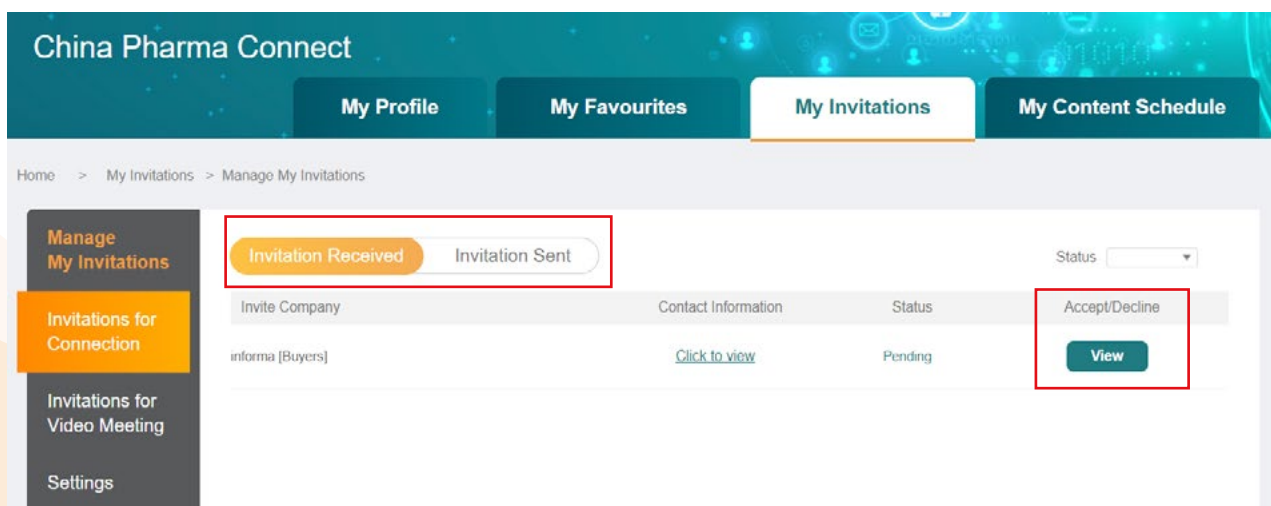 China Pharma Connect
My Profile
My Favourites
My Invitations
My Content Schedule
Home > My Invitations > Manage My Invitations
Manage
My Invitations
Invitations for
Connection
Invitations for
Video Meeting
Settings
Invitation Received
Invitation Sent
Status
Invite Company
Contact Information
Status
Accept/Decline
informa [Buyers]
Click to view
Pending
View
01010